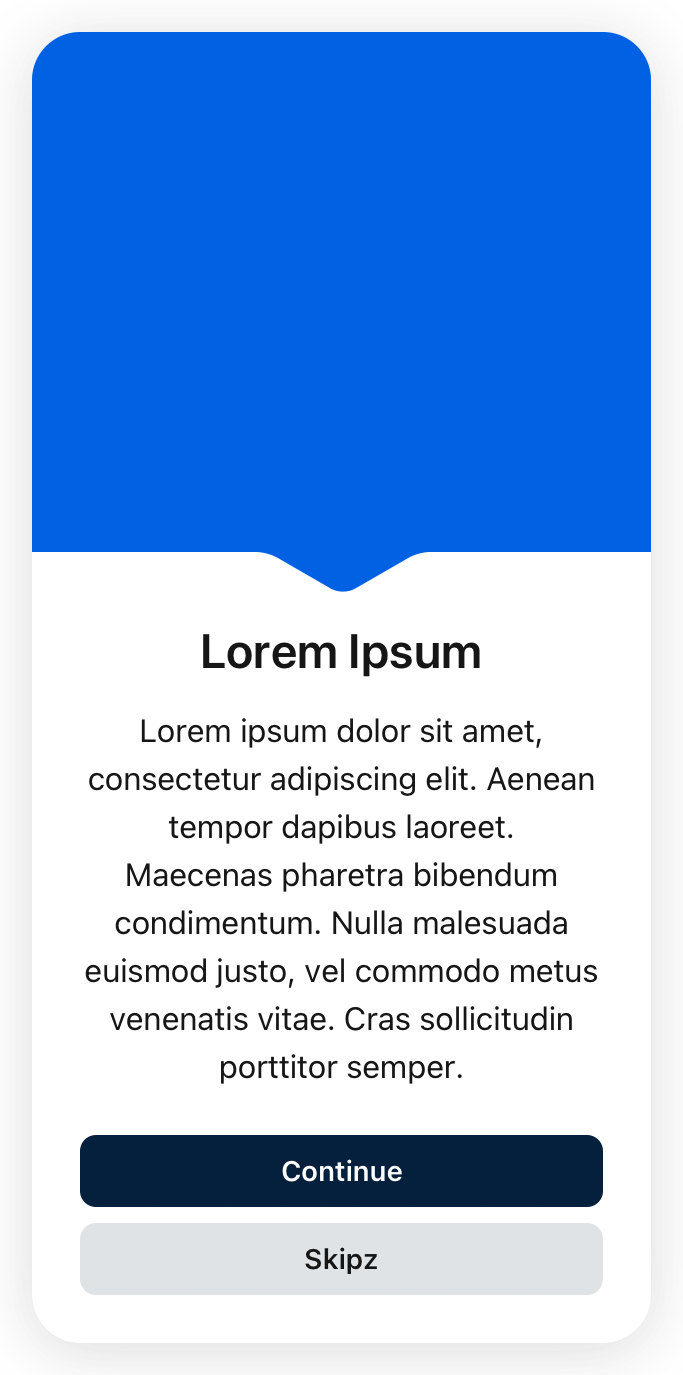 Lorem Ipsum
Lorem ipsum dolor sit amet,
consectetur adipiscing elit. Aenean
tempor dapibus laoreet.
Maecenas pharetra bibendum
condimentum. Nulla malesuada
euismod justo, vel commodo metus
venenatis vitae. Cras sollicitudin
porttitor semper.
Continue
Skipz